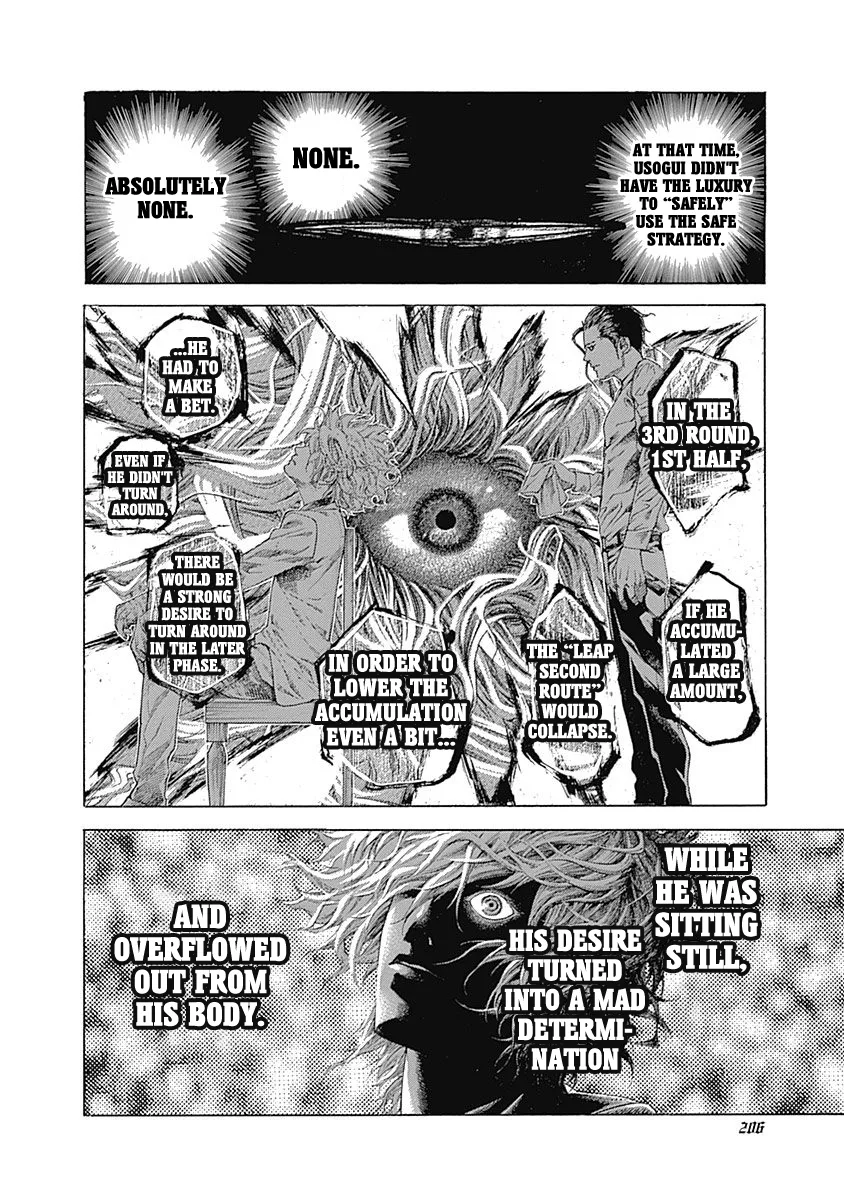 AT THAT TIME,
USOGUI DIDN'T
HAVE THE LUXURY
TO "SAFELY"
USE THE SAFE
STRATEGY.
NONE.
ABSOLUTELY
NONE.
IN THE
3RD ROUND,
1ST HALF,
IF HE
ACCUMU-
LATED
A LARGE
AMOUNT,
THE "LEAP
SECOND
ROUTE"
WOULD
COLLAPSE.
IN ORDER TO
LOWER THE
ACCUMULATION
EVEN A BIT...
...HE
HAD TO
MAKE
A BET.
EVEN IF
HE DIDN'T
TURN
AROUND,
THERE
WOULD BE
A STRONG
DESIRE TO
TURN AROUND
IN THE LATER
PHASE.
WHILE
HE WAS
SITTING
STILL,
HIS DESIRE
TURNED
INTO A MAD
DETERMI-
NATION
AND
OVERFLOWED
OUT FROM
HIS BODY.
206